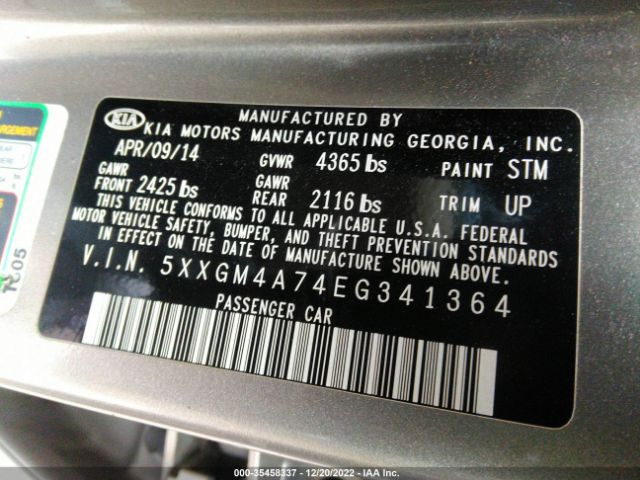 MANUFACTURED BY
KIA KIA MOTORS MANUFACTURING GEORGIA, INC.
APR/09/14 GVWR 4365 lbs PAINT STM
GAWR FRONT 2425 lbs GAWR REAR 2116 lbs TRIM UP
THIS VEHICLE CONFORMS TO ALL APPLICABLE U.S.A. FEDERAL
MOTOR VEHICLE SAFETY, BUMPER, AND THEFT PREVENTION STANDARDS
IN EFFECT ON THE DATE OF MANUFACTURE SHOWN ABOVE.
V.I.N. 5XXGM4A74EG341364
PASSENGER CAR
000-35458337 - 12/20/2022 - IAA Inc.